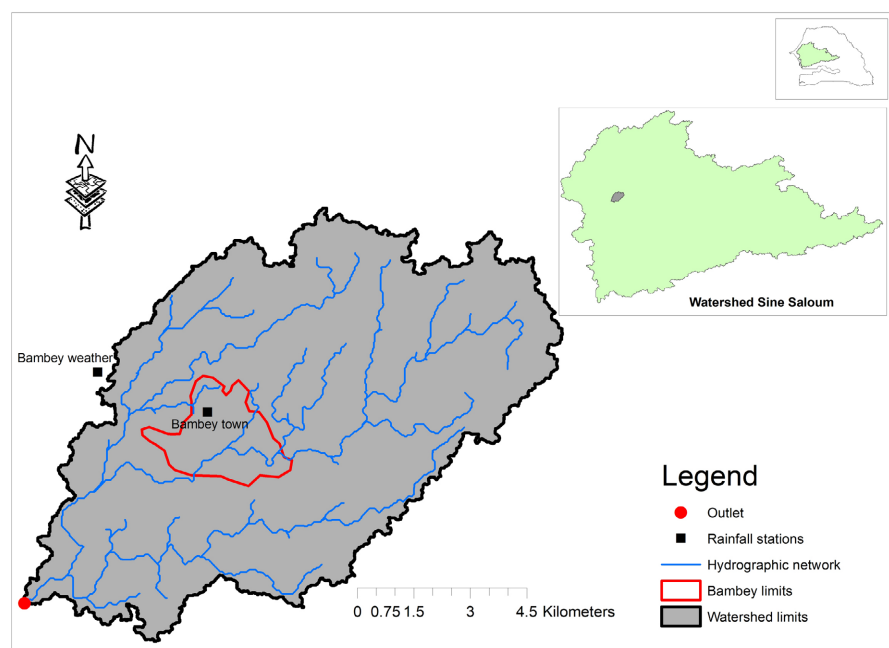 N
Watershed Sine Saloum
Bambey weather
Bambey town
Legend
Outlet
Rainfall stations
Hydrographic network
Bambey limits
Watershed limits
0 0.75 1.5 3 4.5 Kilometers